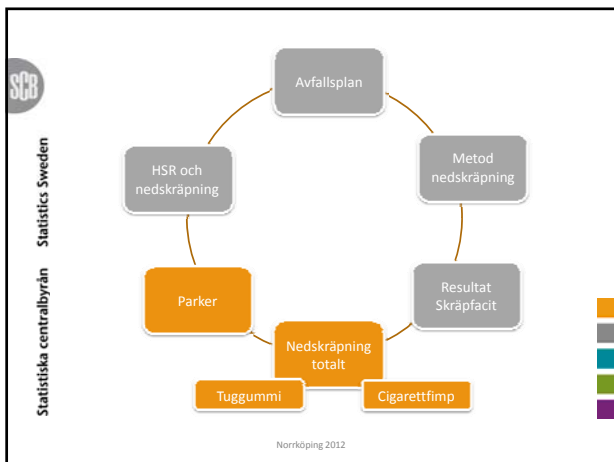 SCB
Statistiska centralbyrån Statistics Sweden
Avfallsplan
HSR och
nedskräpning
Metod
nedskräpning
Parker
Resultat
Skräpfacit
Nedskräpning
totalt
Tuggummi
Cigarettfimp
Norrköping 2012